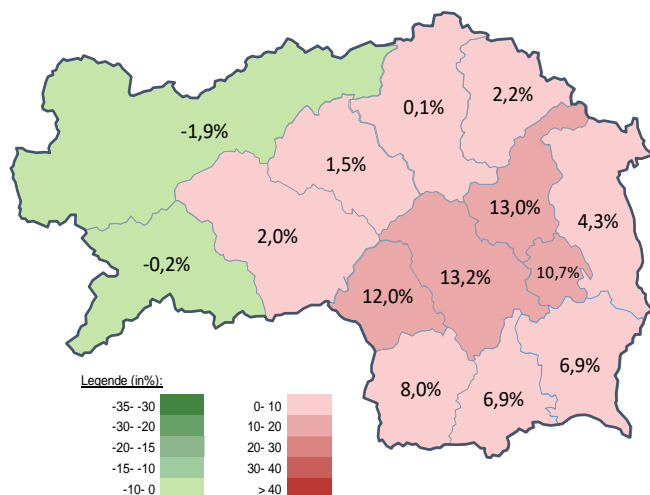 2,2%
0,1%
-1,9%
1,5%
13,0%
4,3%
2,0%
-0,2%
10,7%
13,2%
12,0%
6,9%
8,0%
6,9%
Legende (in%):
-35- -30 0- 10
-30- -20 10- 20
-20- -15 20- 30
-15- -10 30- 40
-10- 0 > 40